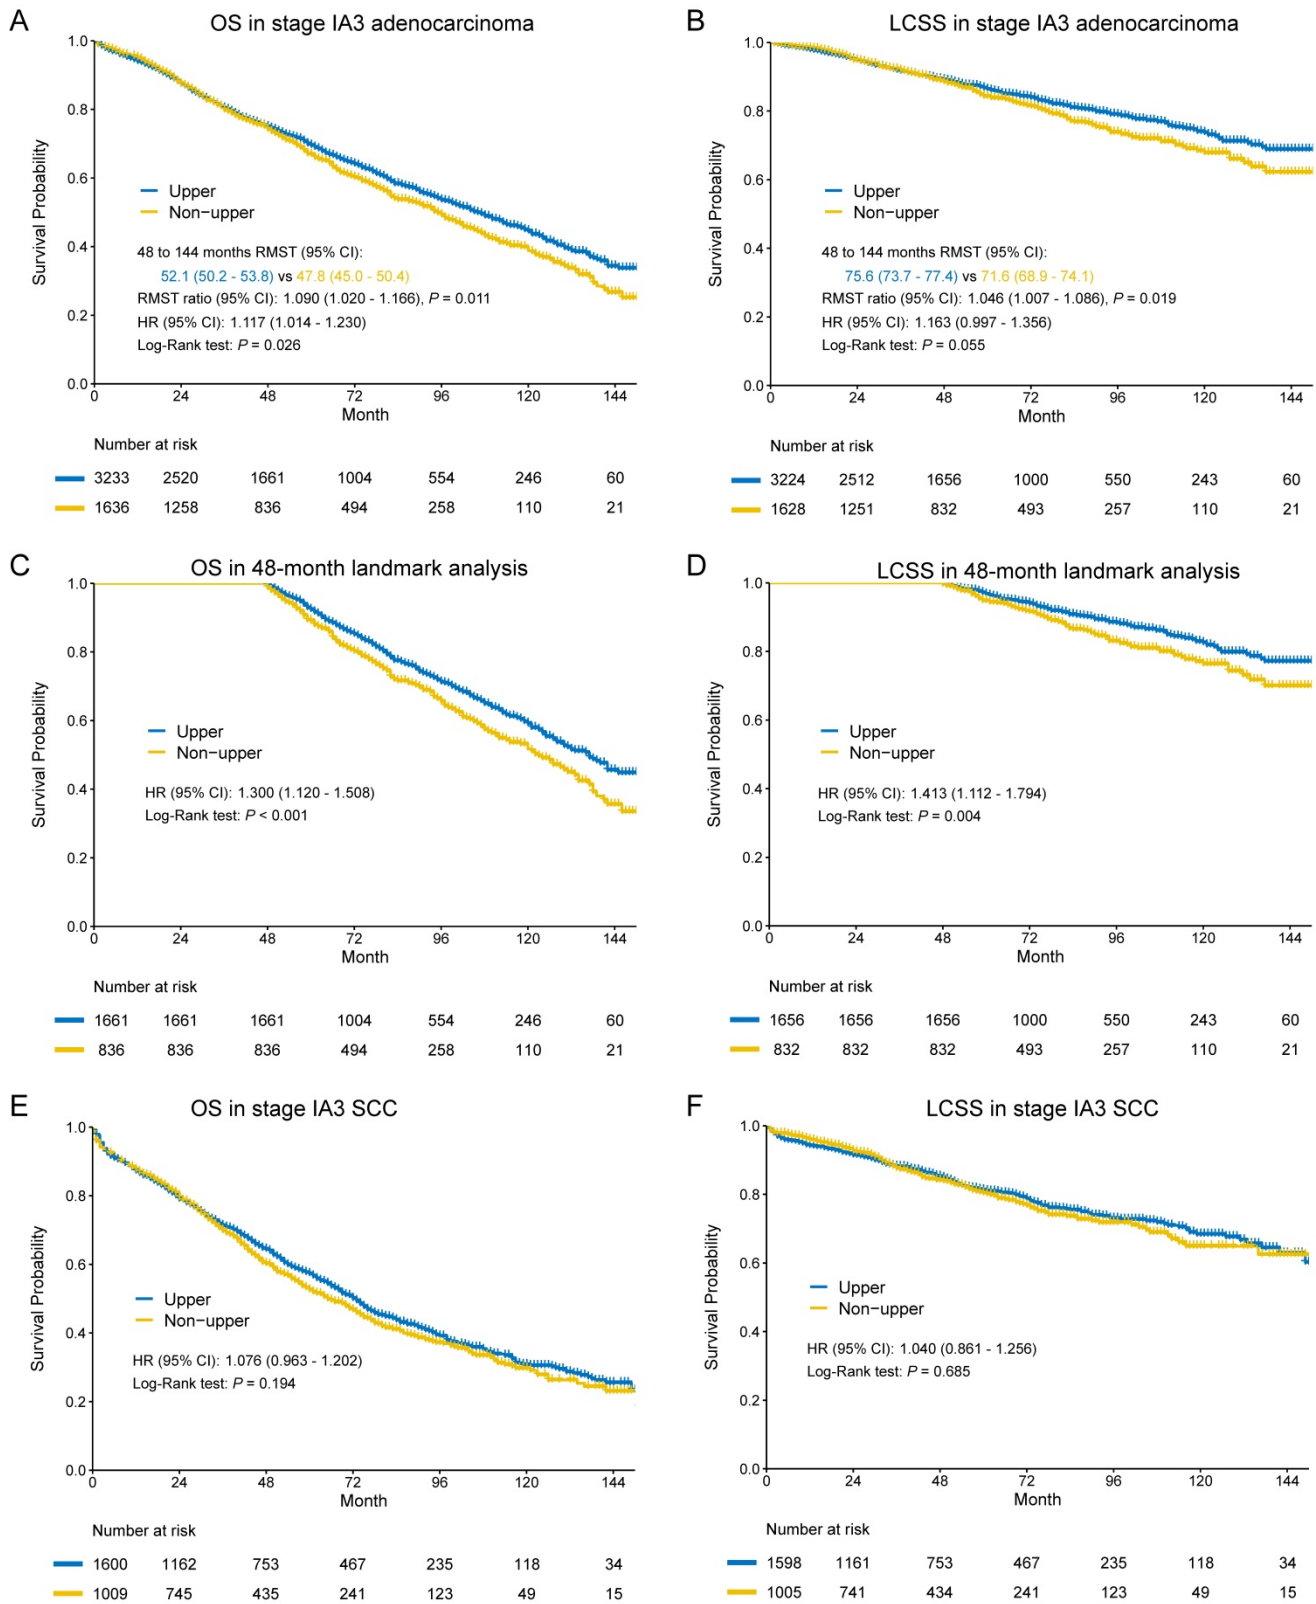 A
OS in stage IA3 adenocarcinoma
Survival Probability
1.0
0.8
0.6
0.4
0.2
0.0
Upper
Non-upper
48 to 144 months RMST (95% CI):
52.1 (50.2 - 53.8) vs 47.8 (45.0 - 50.4)
RMST ratio (95% CI): 1.090 (1.020 - 1.166), P = 0.011
HR (95% CI): 1.117 (1.014 - 1.230)
Log-Rank test: P = 0.026
0 24 48 72 96 120 144
Month
Number at risk
3233 2520 1661 1004 554 246 60
1636 1258 836 494 258 110 21
B
LCSS in stage IA3 adenocarcinoma
Survival Probability
1.0
0.8
0.6
0.4
0.2
0.0
Upper
Non-upper
48 to 144 months RMST (95% CI):
75.6 (73.7 - 77.4) vs 71.6 (68.9 - 74.1)
RMST ratio (95% CI): 1.046 (1.007 - 1.086), P = 0.019
HR (95% CI): 1.163 (0.997 - 1.356)
Log-Rank test: P = 0.055
0 24 48 72 96 120 144
Month
Number at risk
3224 2512 1656 1000 550 243 60
1628 1251 832 493 257 110 21
C
OS in 48-month landmark analysis
Survival Probability
1.0
0.8
0.6
0.4
0.2
0.0
Upper
Non-upper
HR (95% CI): 1.300 (1.120 - 1.508)
Log-Rank test: P < 0.001
0 24 48 72 96 120 144
Month
Number at risk
1661 1661 1661 1004 554 246 60
836 836 836 494 258 110 21
D
LCSS in 48-month landmark analysis
Survival Probability
1.0
0.8
0.6
0.4
0.2
0.0
Upper
Non-upper
HR (95% CI): 1.413 (1.112 - 1.794)
Log-Rank test: P = 0.004
0 24 48 72 96 120 144
Month
Number at risk
1656 1656 1656 1000 550 243 60
832 832 832 493 257 110 21
E
OS in stage IA3 SCC
Survival Probability
1.0
0.8
0.6
0.4
0.2
0.0
Upper
Non-upper
HR (95% CI): 1.076 (0.963 - 1.202)
Log-Rank test: P = 0.194
0 24 48 72 96 120 144
Month
Number at risk
1600 1162 753 467 235 118 34
1009 745 435 241 123 49 15
F
LCSS in stage IA3 SCC
Survival Probability
1.0
0.8
0.6
0.4
0.2
0.0
Upper
Non-upper
HR (95% CI): 1.040 (0.861 - 1.256)
Log-Rank test: P = 0.685
0 24 48 72 96 120 144
Month
Number at risk
1598 1161 753 467 235 118 34
1005 741 434 241 123 49 15